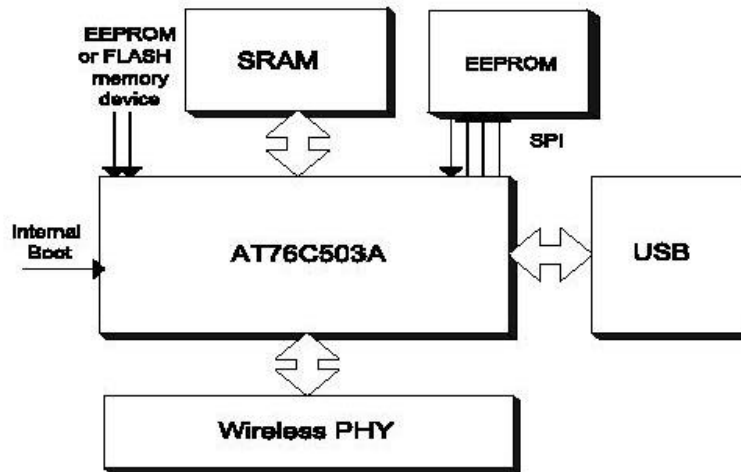 EEPROM
or FLASH
memory
device
SRAM
EEPROM
SPI
Internal
Boot
AT76C503A
USB
Wireless PHY